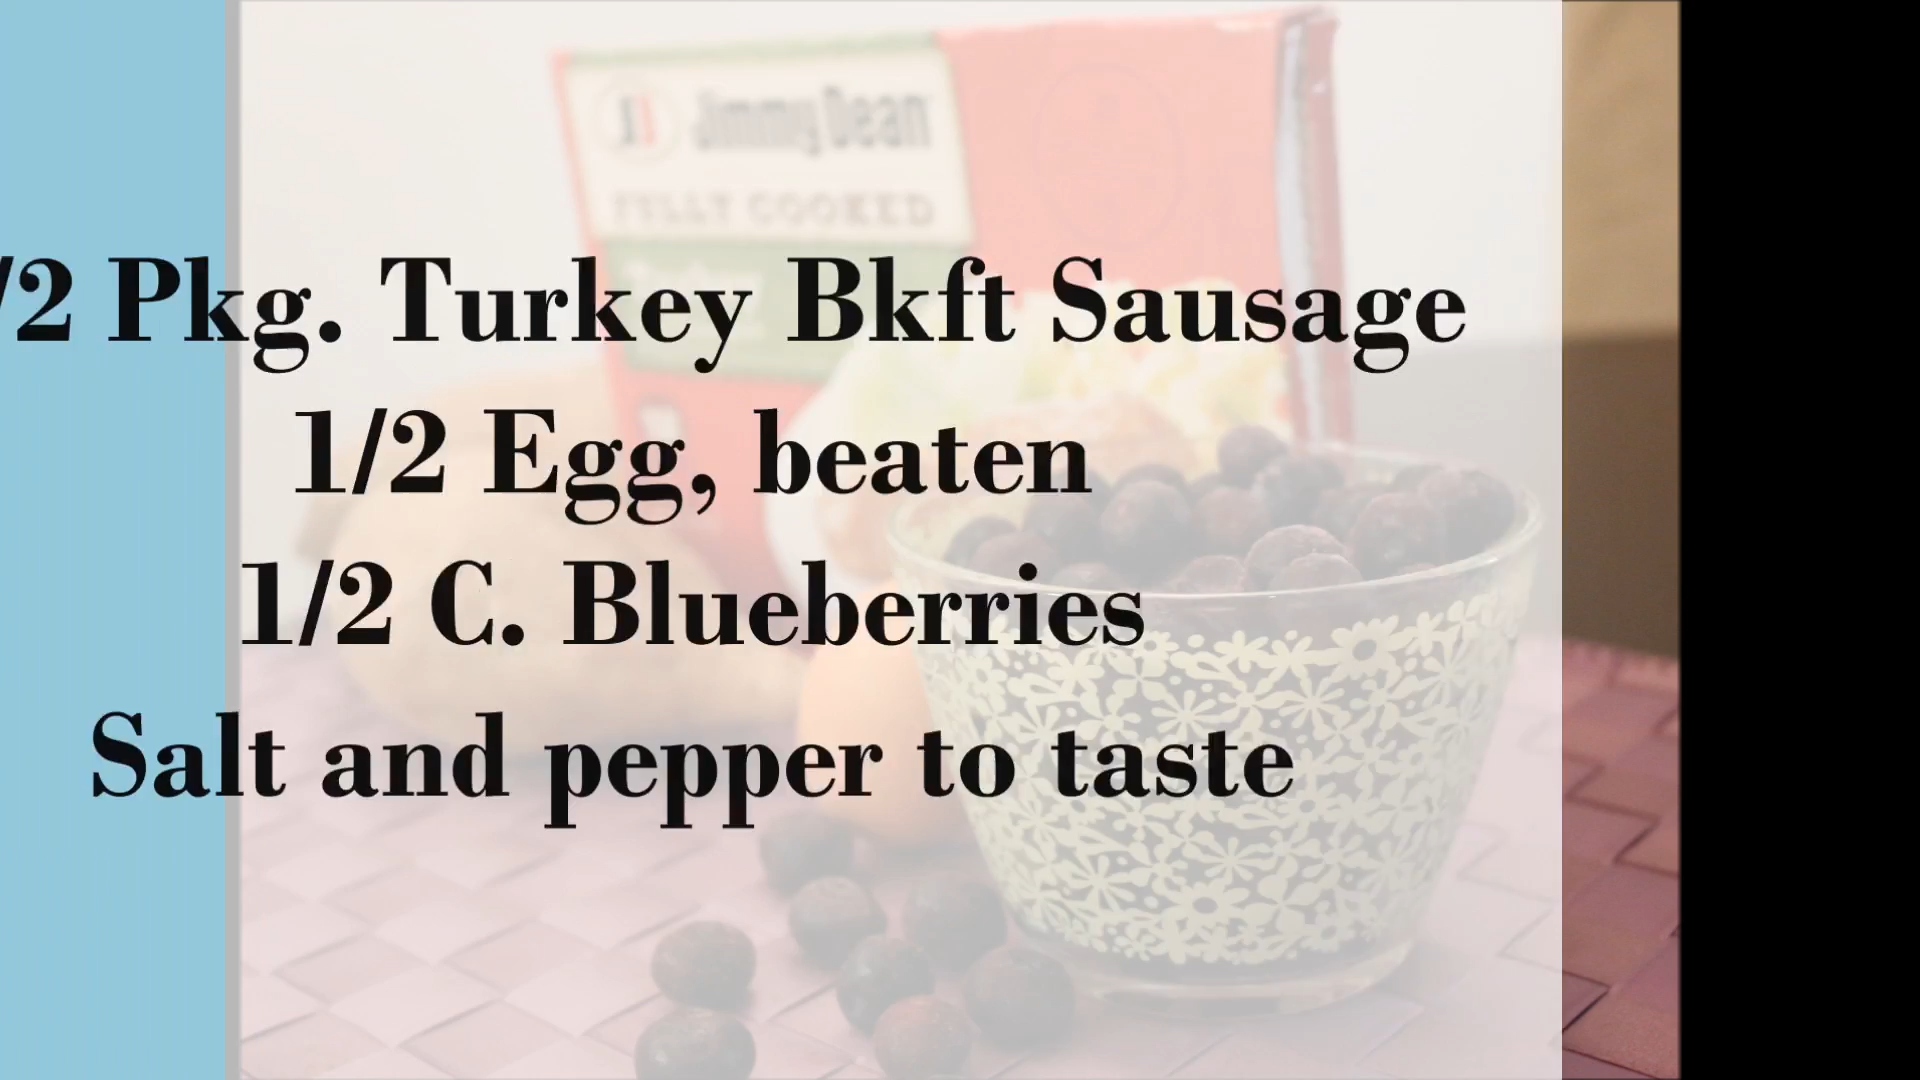 Jimmy Dean
FULLY COOKED
Turkey
/2 Pkg. Turkey Bkft Sausage
1/2 Egg, beaten
1/2 C. Blueberries
Salt and pepper to taste